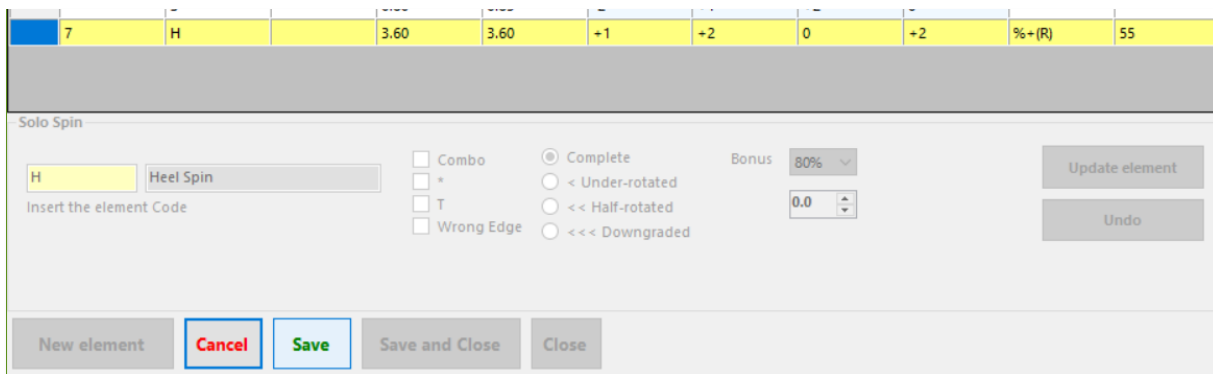 7 H 3.60 3.60 +1 +2 0 +2 %+(R) 55
Solo Spin
H Heel Spin
Insert the element Code
Combo
*
T
Wrong Edge
Complete
< Under-rotated
<< Half-rotated
<<< Downgraded
Bonus 80%
0.0
Update element
Undo
New element Cancel Save Save and Close Close